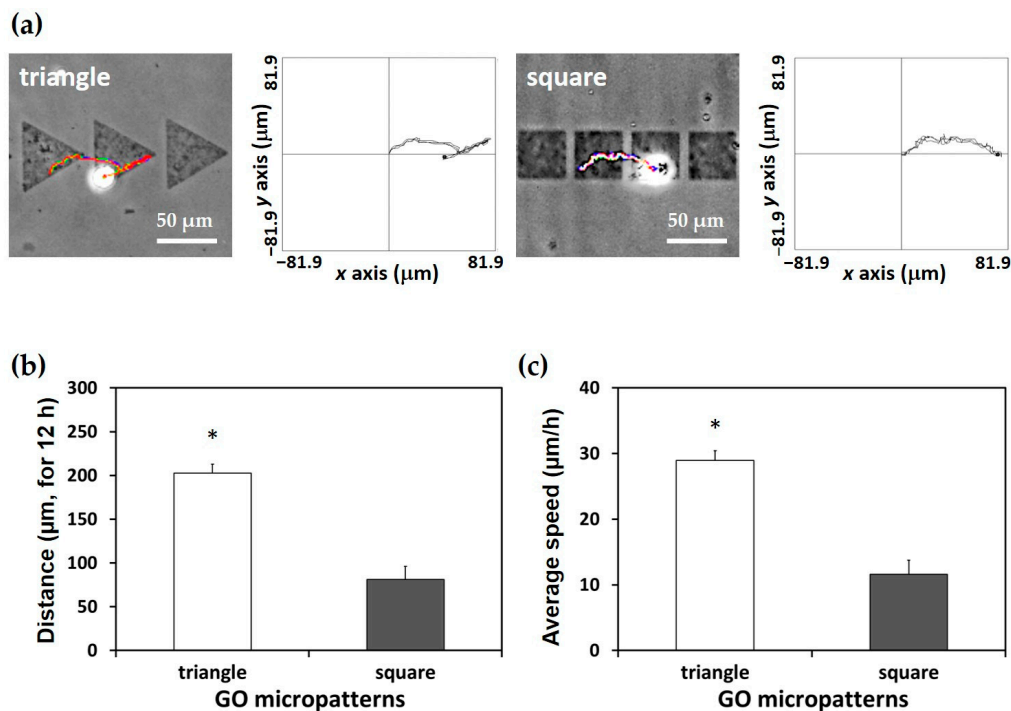 (a)
triangle
50 μm
81.9
y axis (μm)
−81.9
−81.9
81.9
x axis (μm)
square
50 μm
81.9
y axis (μm)
−81.9
−81.9
81.9
x axis (μm)
(b)
300
250
200
150
100
50
0
Distance (μm, for 12 h)
*
triangle
square
GO micropatterns
(c)
40
30
20
10
0
Average speed (μm/h)
*
triangle
square
GO micropatterns